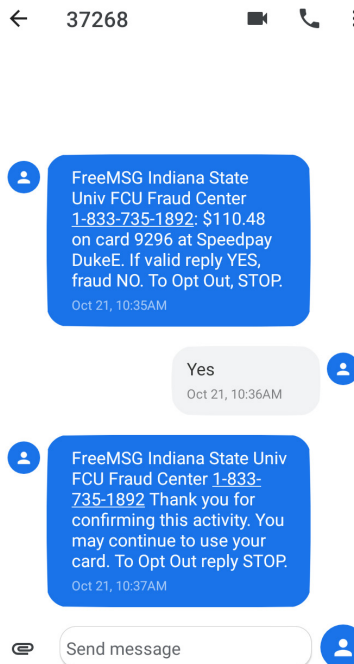 37268
FreeMSG Indiana State
Univ FCU Fraud Center
1-833-735-1892: $110.48
on card 9296 at Speedpay
DukeE. If valid reply YES,
fraud NO. To Opt Out, STOP.
Oct 21, 10:35AM
Yes
Oct 21, 10:36AM
FreeMSG Indiana State Univ
FCU Fraud Center 1-833-
735-1892 Thank you for
confirming this activity. You
may continue to use your
card. To Opt Out reply STOP.
Oct 21, 10:37AM
Send message